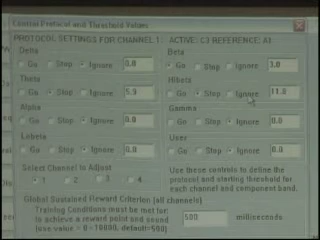 Control Protocol and Threshold Values
PROTOCOL SETTINGS FOR CHANNEL 1: ACTIVE: C3 REFERENCE: A1
Delta Beta
Go Stop Ignore 0.0 Go Stop Ignore 3.0
Theta Hibeta
Go Stop Ignore 5.9 Go Stop Ignore 11.0
Alpha Gamma
Go Stop Ignore 0.0 Go Stop Ignore 0.0
Lobeta User
Go Stop Ignore 0.0 Go Stop Ignore 0.0
Select Channel to Adjust
1 2 3 4
Use these controls to define the
protocol and starting threshold for
each channel and component band.
Global Sustained Reward Criterion (all channels)
Training Conditions must be met for
to achieve a reward point and sound
(use value > 0 <10000, default=500)
500 milliseconds